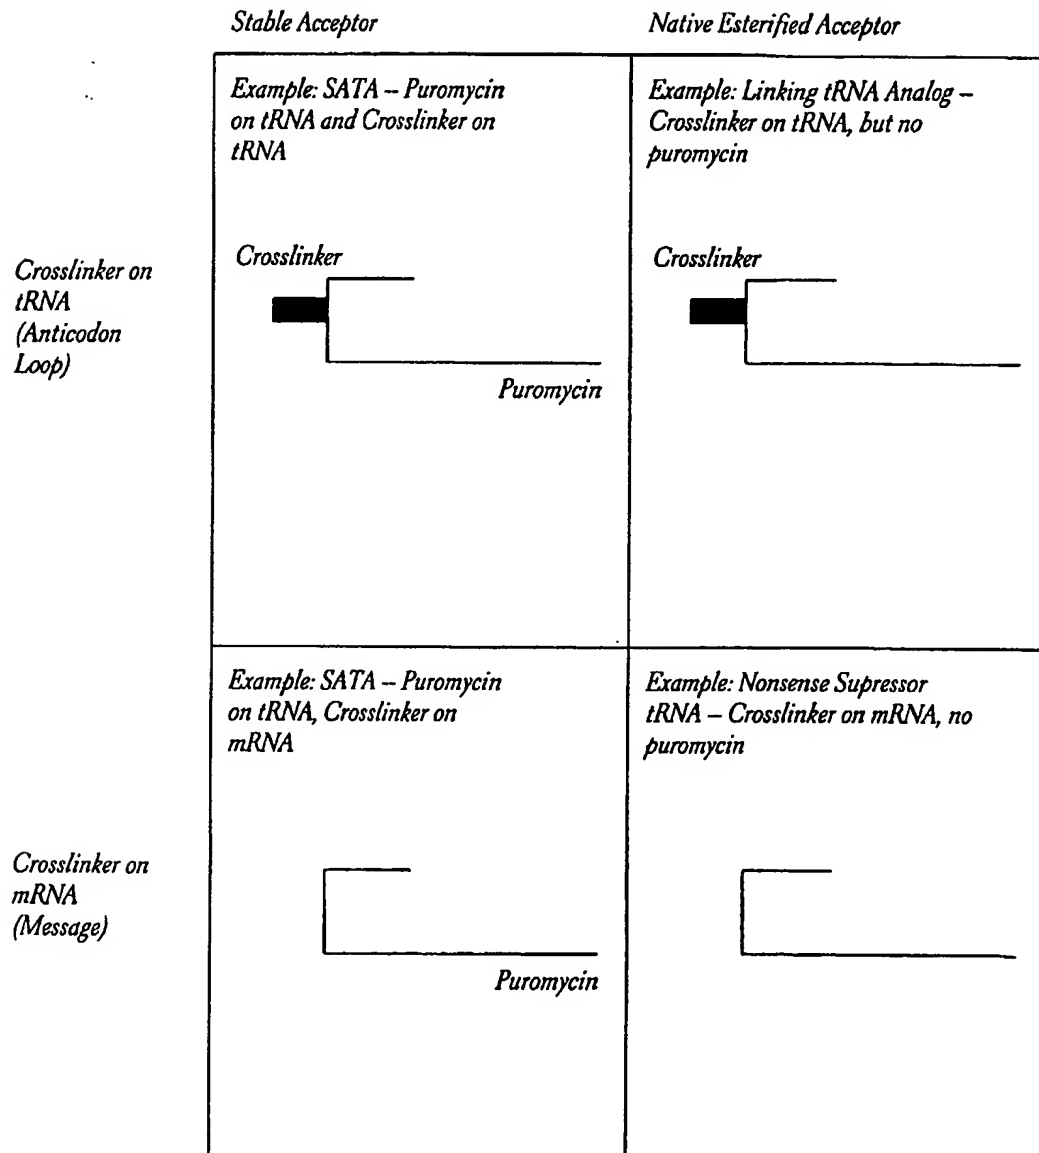 Stable Acceptor
Native Esterified Acceptor
Example: SATA – Puromycin
on tRNA and Crosslinker on
tRNA
Example: Linking tRNA Analog –
Crosslinker on tRNA, but no
puromycin
Crosslinker on
tRNA
(Anticodon
Loop)
Crosslinker
Puromycin
Crosslinker
Example: SATA – Puromycin
on tRNA, Crosslinker on
mRNA
Example: Nonsense Supressor
tRNA – Crosslinker on mRNA, no
puromycin
Crosslinker on
mRNA
(Message)
Puromycin